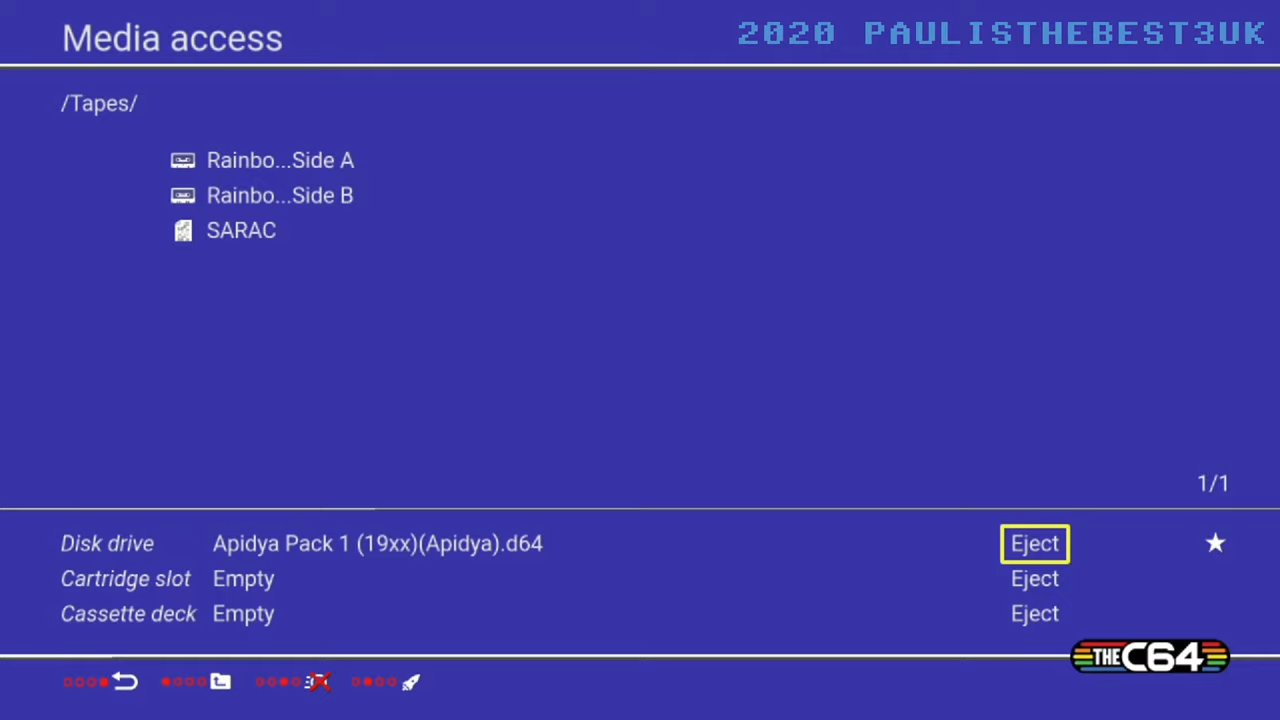 Media access
2020 PAULISTHEBEST3UK
/Tapes/
Rainbo...Side A
Rainbo...Side B
SARAC
1/1
Disk drive Apidya Pack 1 (19xx)(Apidya).d64 Eject
Cartridge slot Empty Eject
Cassette deck Empty Eject
THEC64